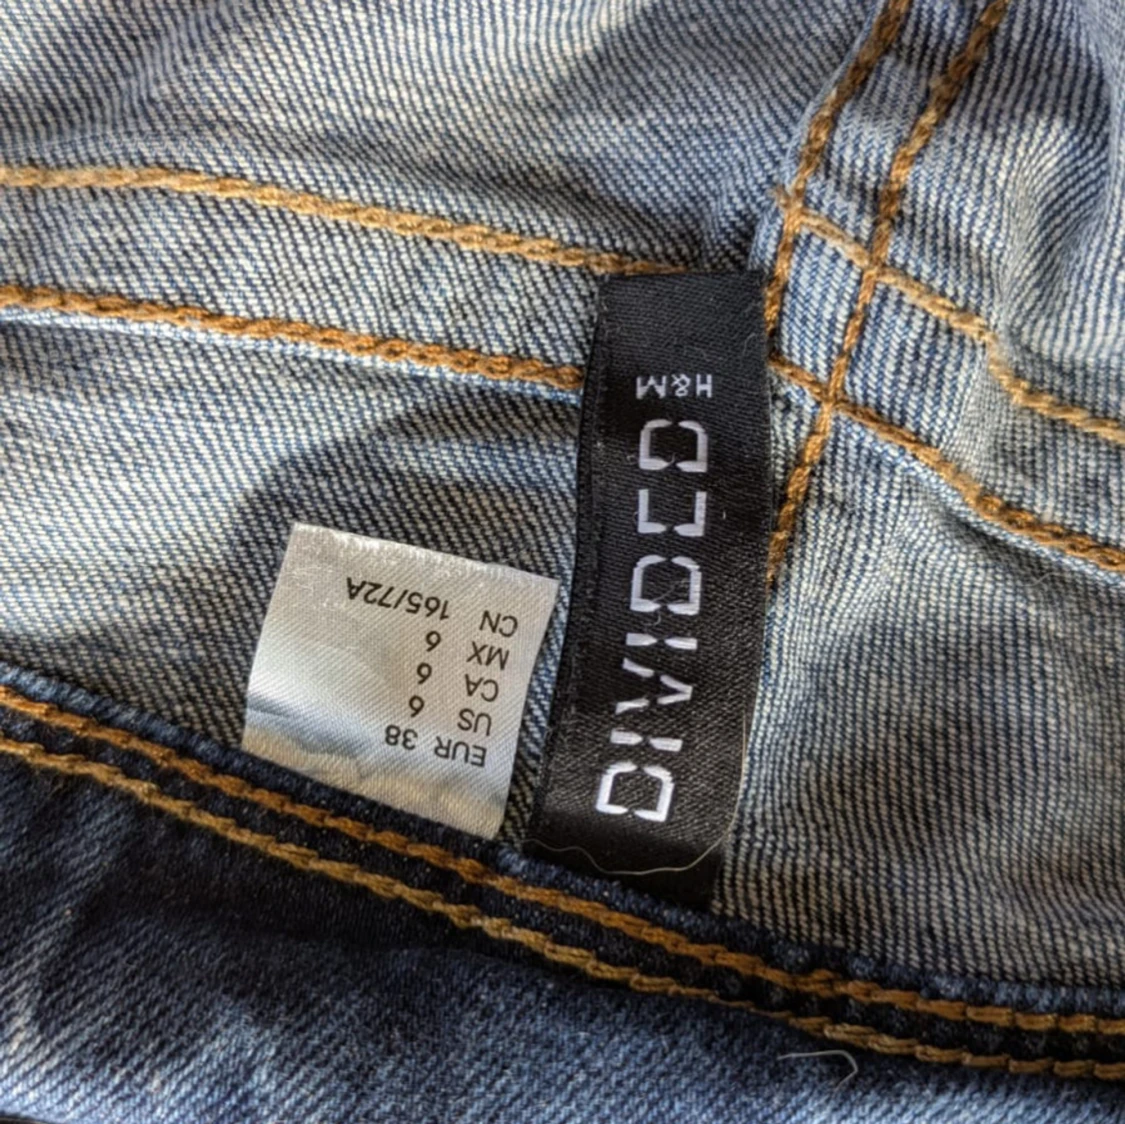 EUR 38
US 6
CA 6
MX 6
CN 165/72A
DIVIDED
H&M